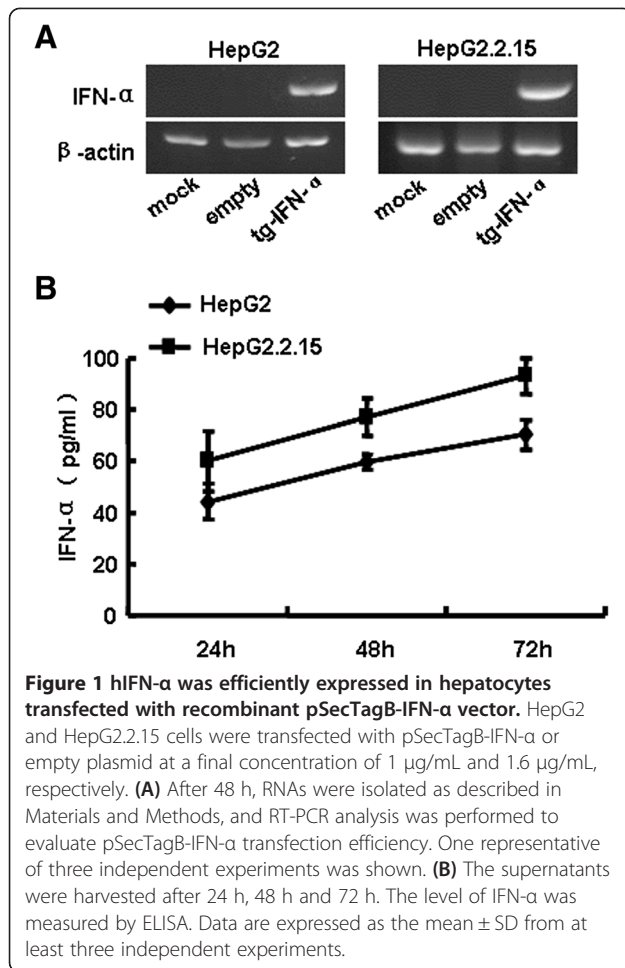 A
HepG2
HepG2.2.15
IFN-α
β-actin
mock
empty
tg-IFN-α
mock
empty
tg-IFN-α
B
HepG2
HepG2.2.15
IFN-α ( pg/ml)
100
80
60
40
20
0
24h
48h
72h
Figure 1 hIFN-α was efficiently expressed in hepatocytes
transfected with recombinant pSecTagB-IFN-α vector. HepG2
and HepG2.2.15 cells were transfected with pSecTagB-IFN-α or
empty plasmid at a final concentration of 1 μg/mL and 1.6 μg/mL,
respectively. (A) After 48 h, RNAs were isolated as described in
Materials and Methods, and RT-PCR analysis was performed to
evaluate pSecTagB-IFN-α transfection efficiency. One representative
of three independent experiments was shown. (B) The supernatants
were harvested after 24 h, 48 h and 72 h. The level of IFN-α was
measured by ELISA. Data are expressed as the mean ± SD from at
least three independent experiments.